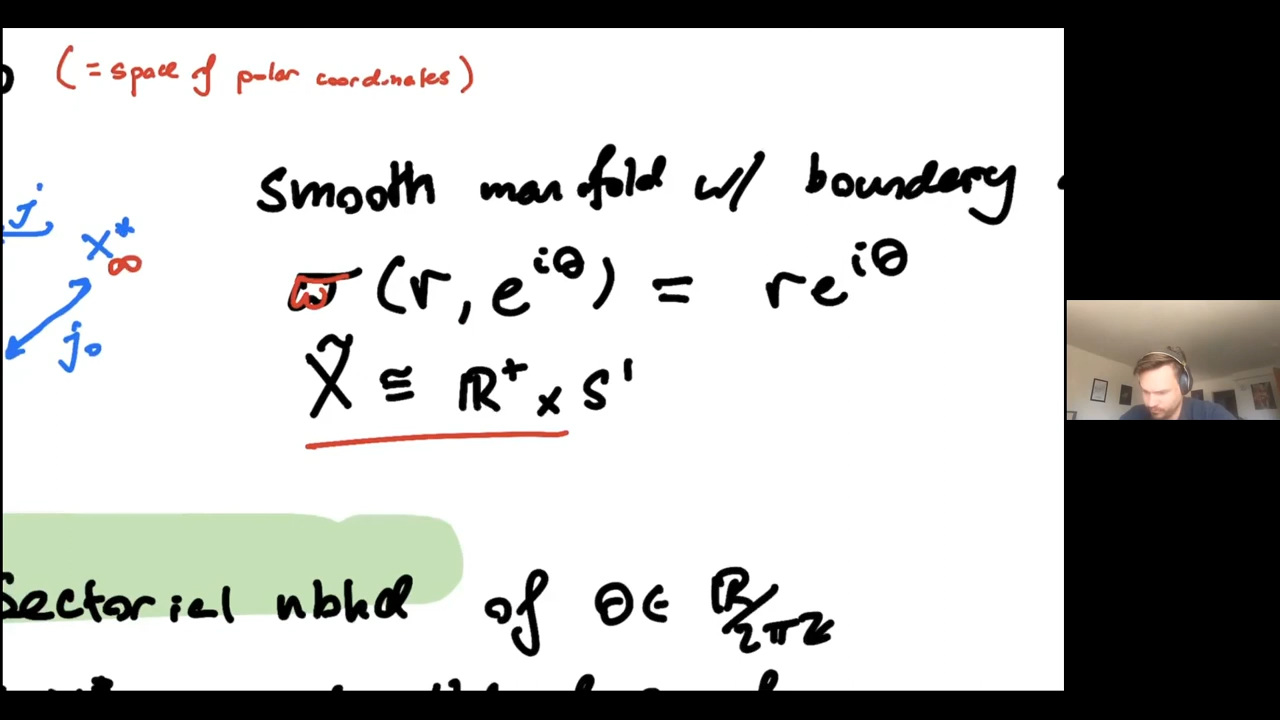 (= space of polar coordinates)
Smooth manifold w/ boundary
j
X*∞
ϖ(r, e^{iθ}) = re^{iθ}
j₀
X̃ ≅ ℝ⁺ × S¹
Sectorial nbhd of θ ∈ ℝ/2πℤ